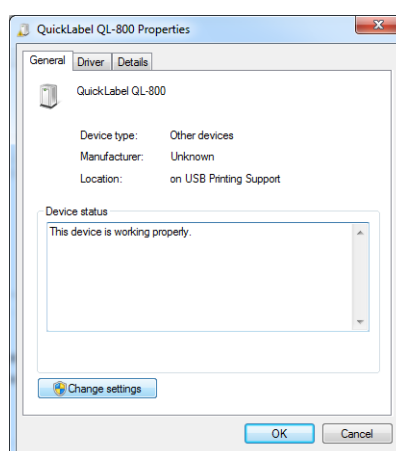 QuickLabel QL-800 Properties
General Driver Details
QuickLabel QL-800
Device type: Other devices
Manufacturer: Unknown
Location: on USB Printing Support
Device status
This device is working properly.
Change settings
OK Cancel